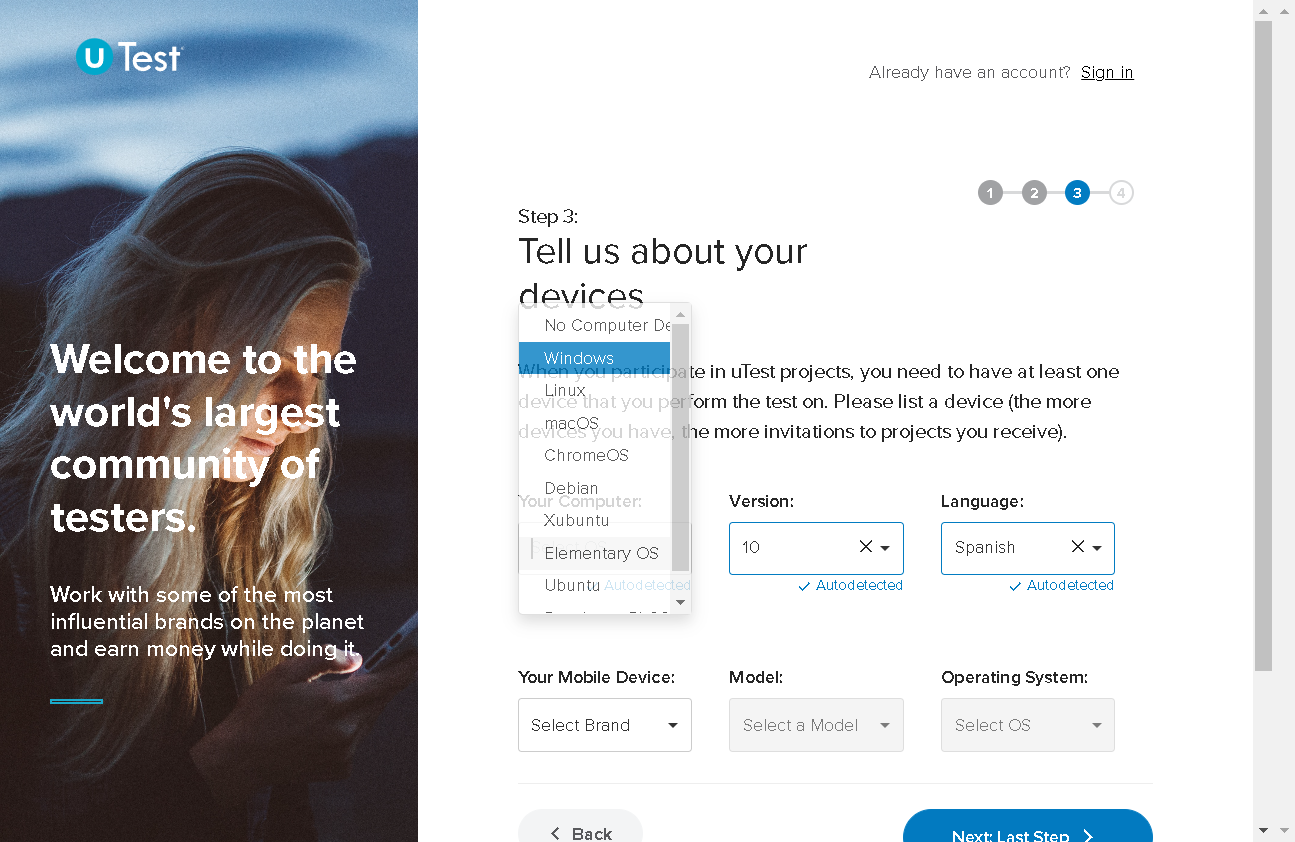 U Test
Already have an account? Sign in
1 2 3 4
Step 3:
Tell us about your
devices
When you participate in uTest projects, you need to have at least one
device that you perform the test on. Please list a device (the more
devices you have, the more invitations to projects you receive).
No Computer De
Windows
Linux
macOS
ChromeOS
Debian
Xubuntu
Elementary OS
Ubuntu
Your Computer:
Autodetected
Version:
10
Autodetected
Language:
Spanish
Autodetected
Your Mobile Device:
Select Brand
Model:
Select a Model
Operating System:
Select OS
Back
Next: Last Step
Welcome to the
world's largest
community of
testers.
Work with some of the most
influential brands on the planet
and earn money while doing it.